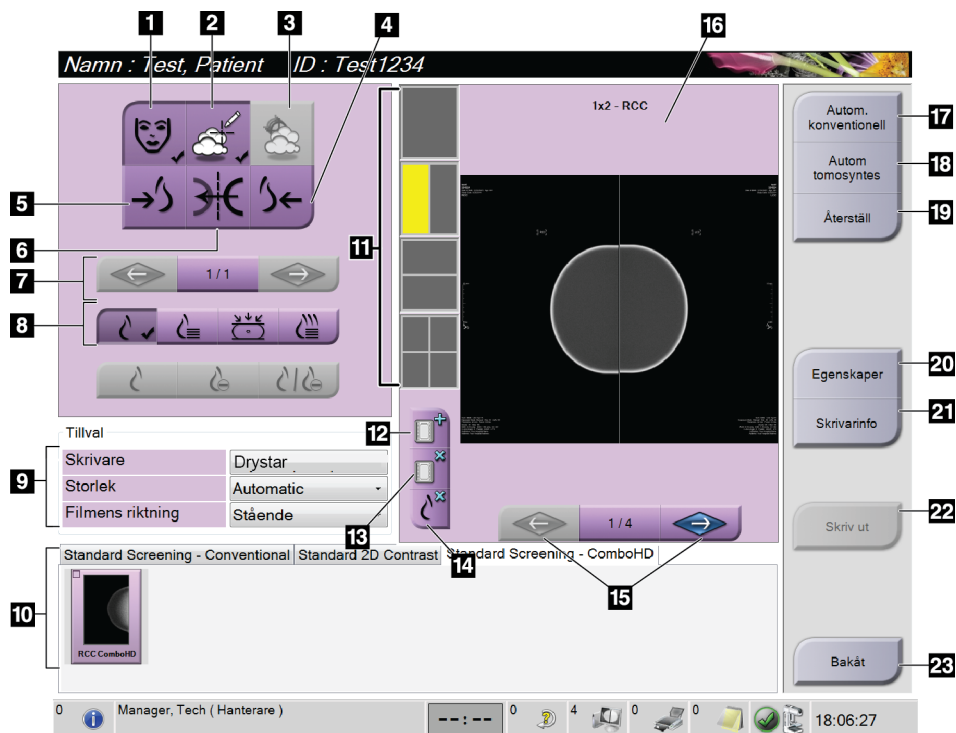 1
2
3
4
16
Namn : Test, Patient ID : Test1234
1x2 - RCC
Autom.
konventionell
17
Autom
tomosyntes
18
Återställ
19
5
6
11
7
1/1
8
Egenskaper
20
Skrivarinfo
21
Tillval
12
9
Skrivare
Drystar
Storlek
Automatic
Filmens riktning
Stående
13
14
1/4
15
Skriv ut
22
10
Standard Screening - Conventional
Standard 2D Contrast
Standard Screening - ComboHD
RCC ComboHD
Bakåt
23
0
Manager, Tech ( Hanterare )
--:--
0
4
0
0
18:06:27